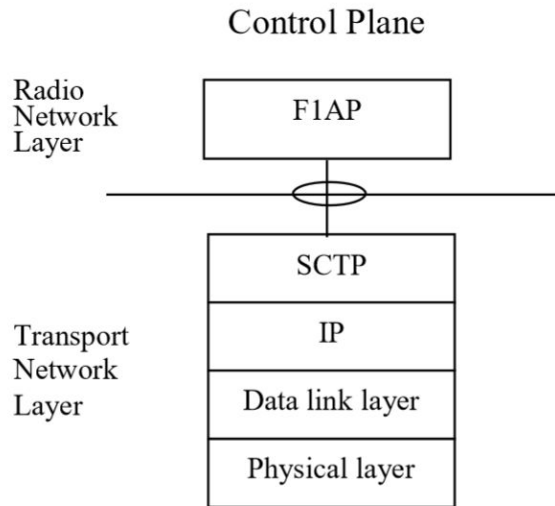 Control Plane
Radio
Network
Layer
F1AP
SCTP
Transport
Network
Layer
IP
Data link layer
Physical layer